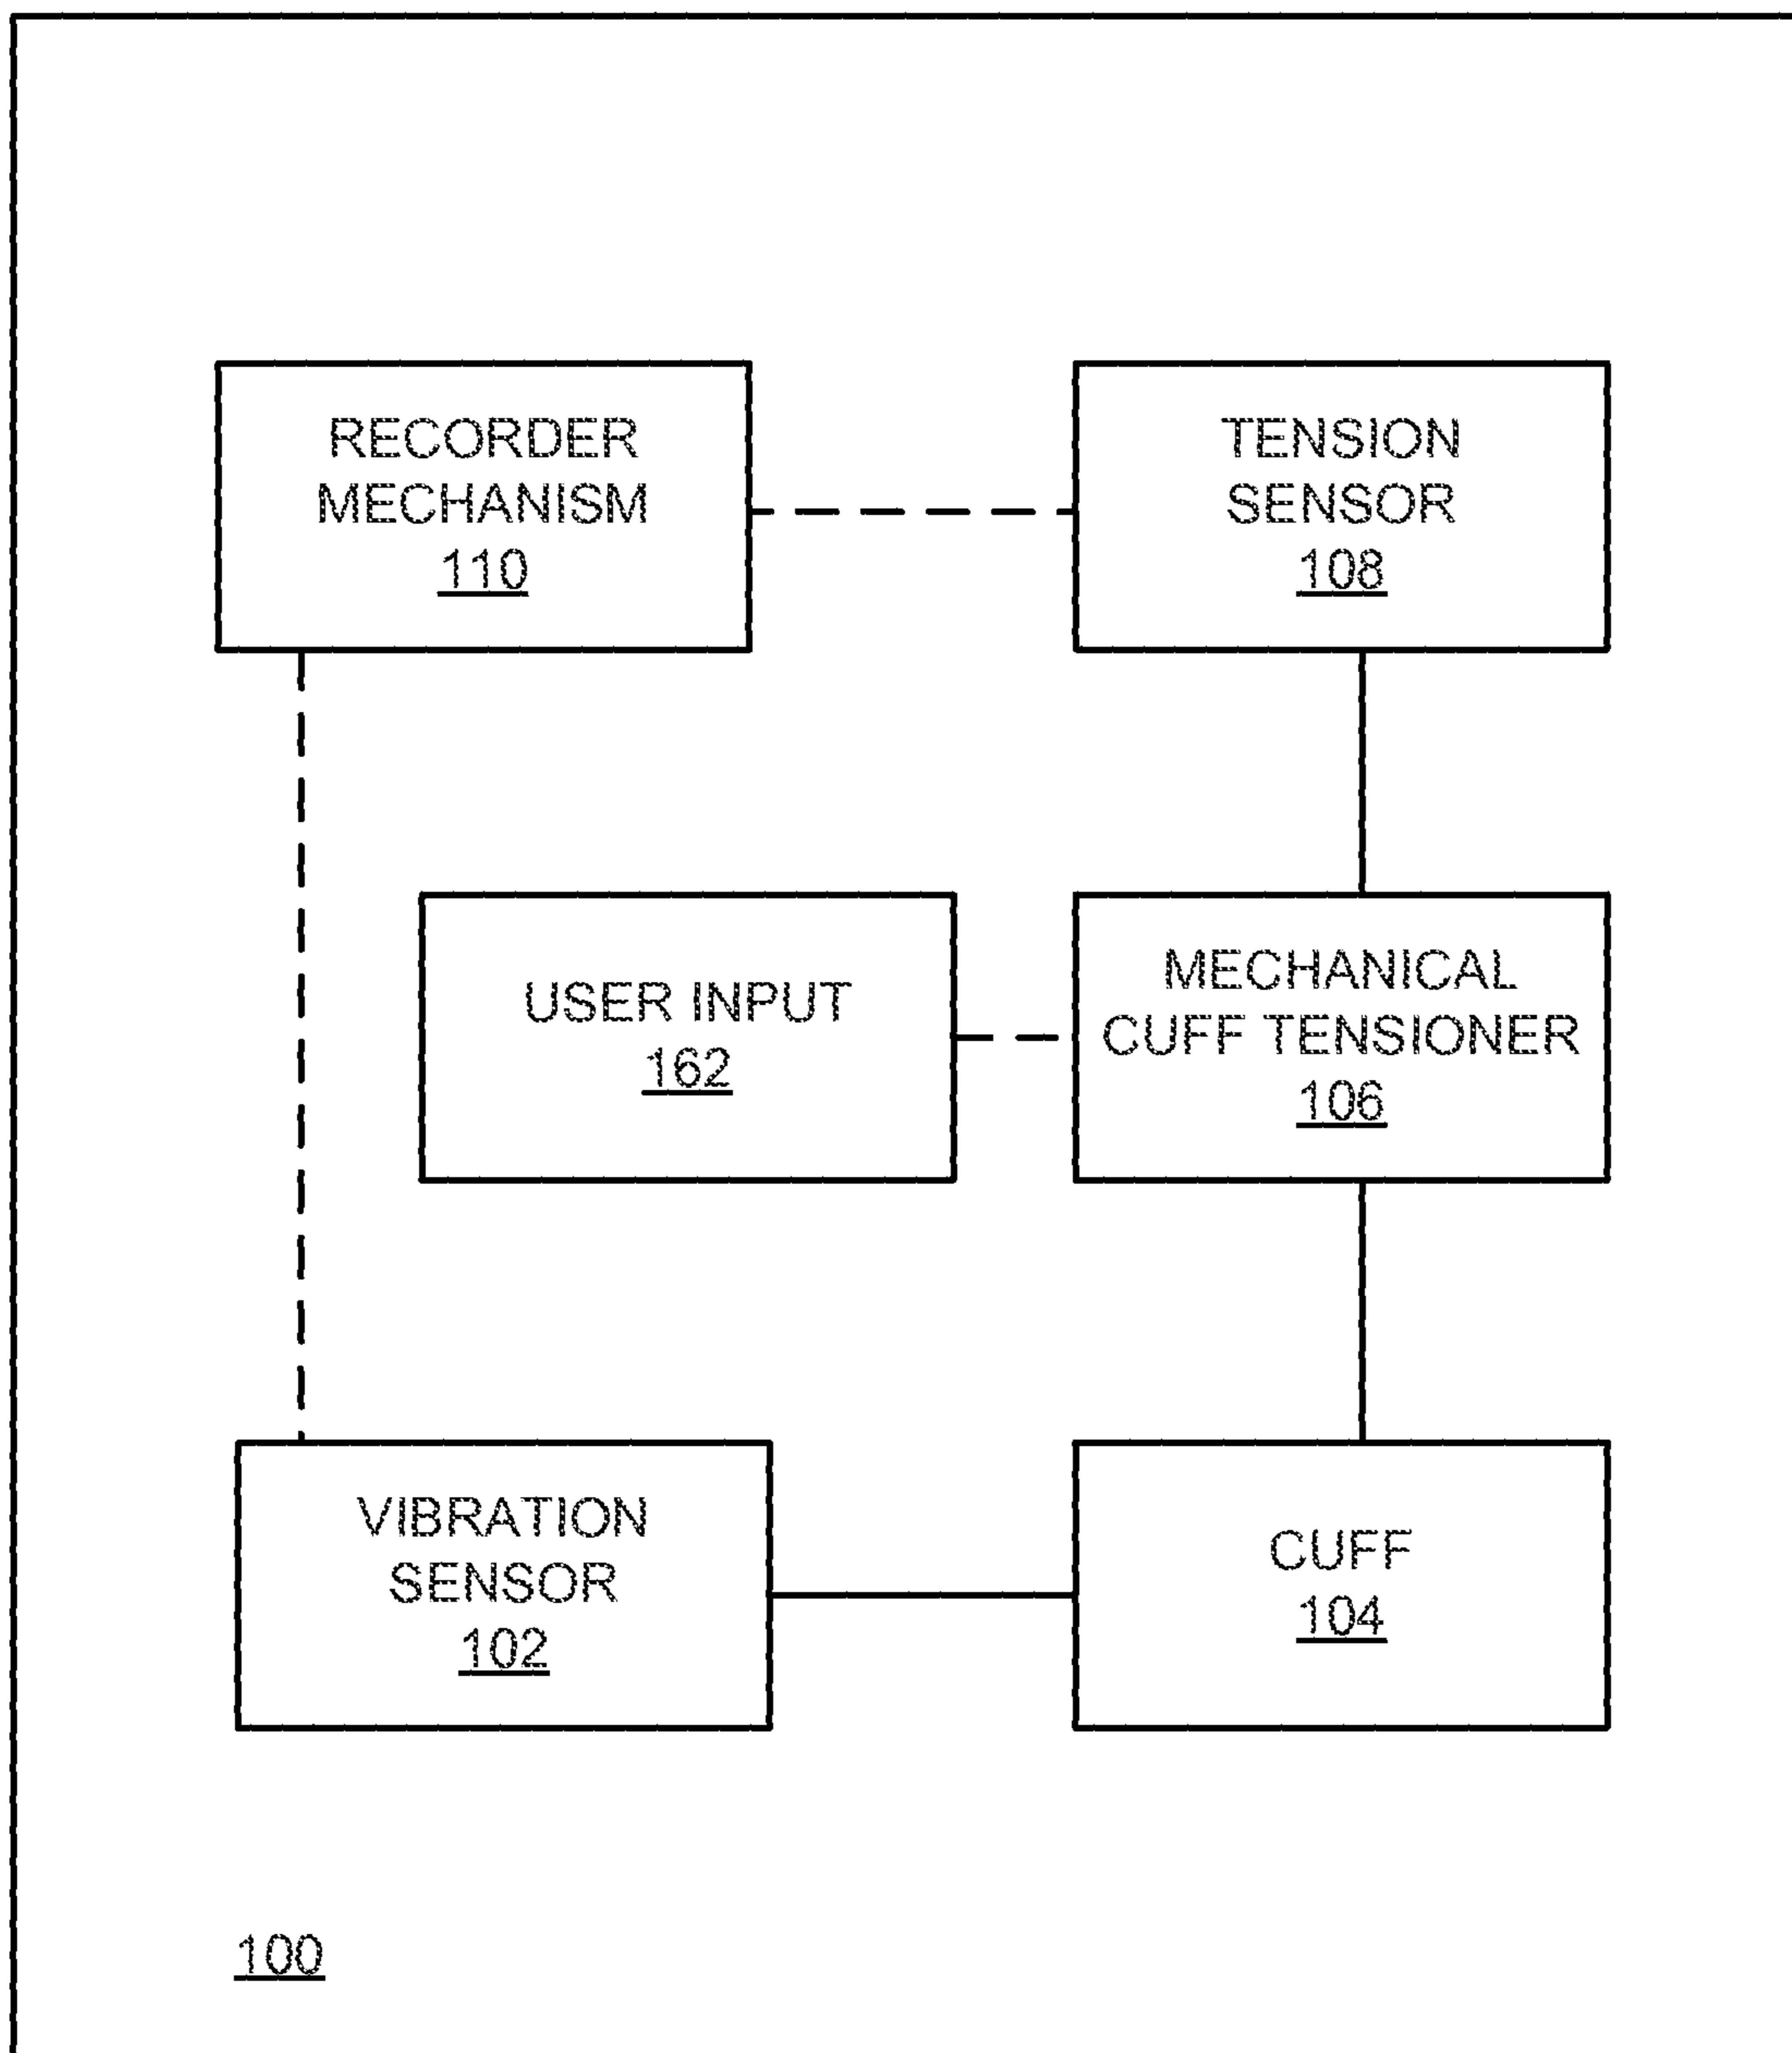 RECORDER
MECHANISM
110
TENSION
SENSOR
108
USER INPUT
162
MECHANICAL
CUFF TENSIONER
106
VIBRATION
SENSOR
102
CUFF
104
100